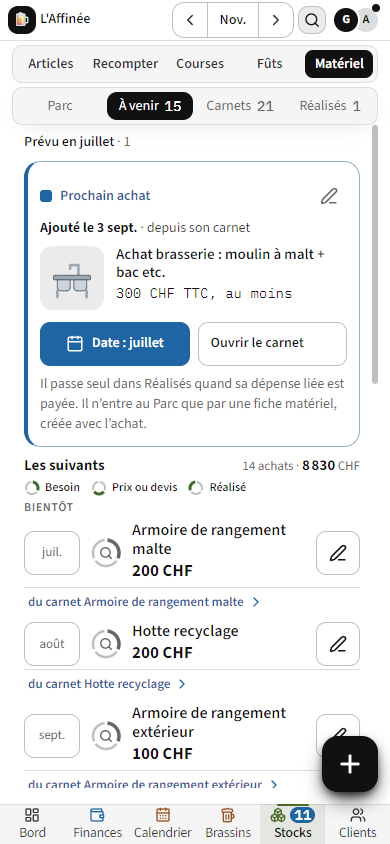 L'Affinée
Nov.
G
A
Articles
Recompter
Courses
Fûts
Matériel
Parc
À venir 15
Carnets 21
Réalisés 1
Prévu en juillet · 1
Prochain achat
Ajouté le 3 sept. · depuis son carnet
Achat brasserie : moulin à malt +
bac etc.
300 CHF TTC, au moins
Date : juillet
Ouvrir le carnet
Il passe seul dans Réalisés quand sa dépense liée est
payée. Il n'entre au Parc que par une fiche matériel,
créée avec l'achat.
Les suivants
14 achats · 8 830 CHF
Besoin
Prix ou devis
Réalisé
BIENTÔT
juil.
Armoire de rangement
malte
200 CHF
du carnet Armoire de rangement malte
août
Hotte recyclage
200 CHF
du carnet Hotte recyclage
sept.
Armoire de rangement
extérieur
100 CHF
du carnet Armoire de rangement extérieur
Bord
Finances
Calendrier
Brassins
11
Stocks
Clients